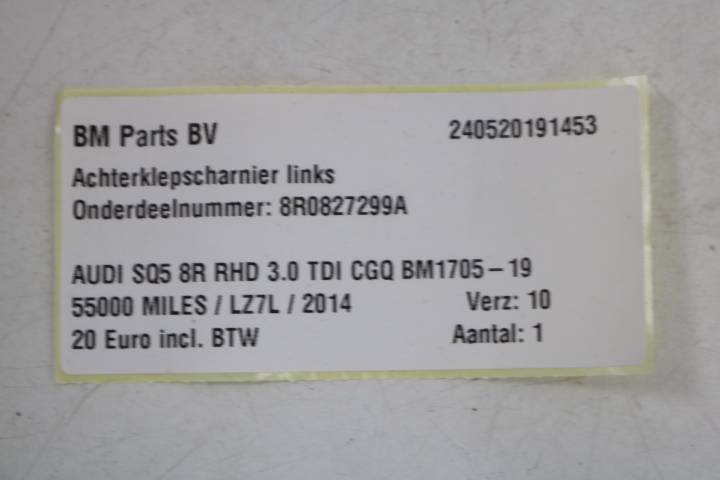 BM Parts BV 240520191453
Achterklepscharnier links
Onderdeelnummer: 8R0827299A
AUDI SQ5 8R RHD 3.0 TDI CGQ BM1705-19
55000 MILES / LZ7L / 2014 Verz: 10
20 Euro incl. BTW Aantal: 1